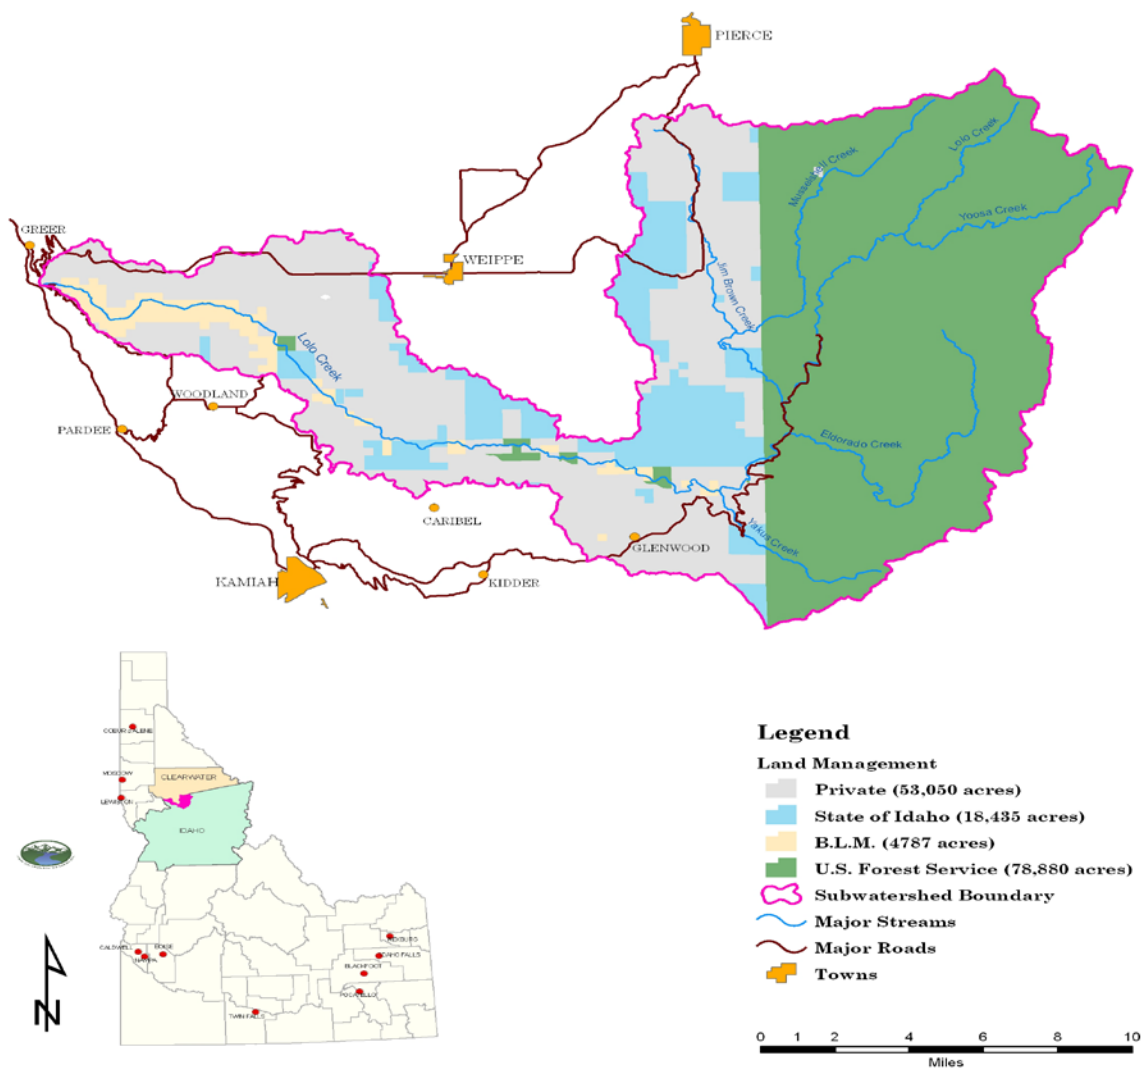 PIERCE
Lolo Creek
Musselshell Creek
Yoosa Creek
GREER
WEIPPE
Jim Brown Creek
Lolo Creek
WOODLAND
PARDEE
Eldorado Creek
CARIBEL
Yakus Creek
GLENWOOD
KAMIAH
KIDDER
COEUR D'ALENE
MOSCOW
CLEARWATER
LEWISTON
IDAHO
CALDWELL
BOISE
NAMPA
REXBURG
IDAHO FALLS
BLACKFOOT
POCATELLO
TWIN FALLS
N
Legend
Land Management
Private (53,050 acres)
State of Idaho (18,435 acres)
B.L.M. (4787 acres)
U.S. Forest Service (78,880 acres)
Subwatershed Boundary
Major Streams
Major Roads
Towns
0 1 2 4 6 8 10
Miles